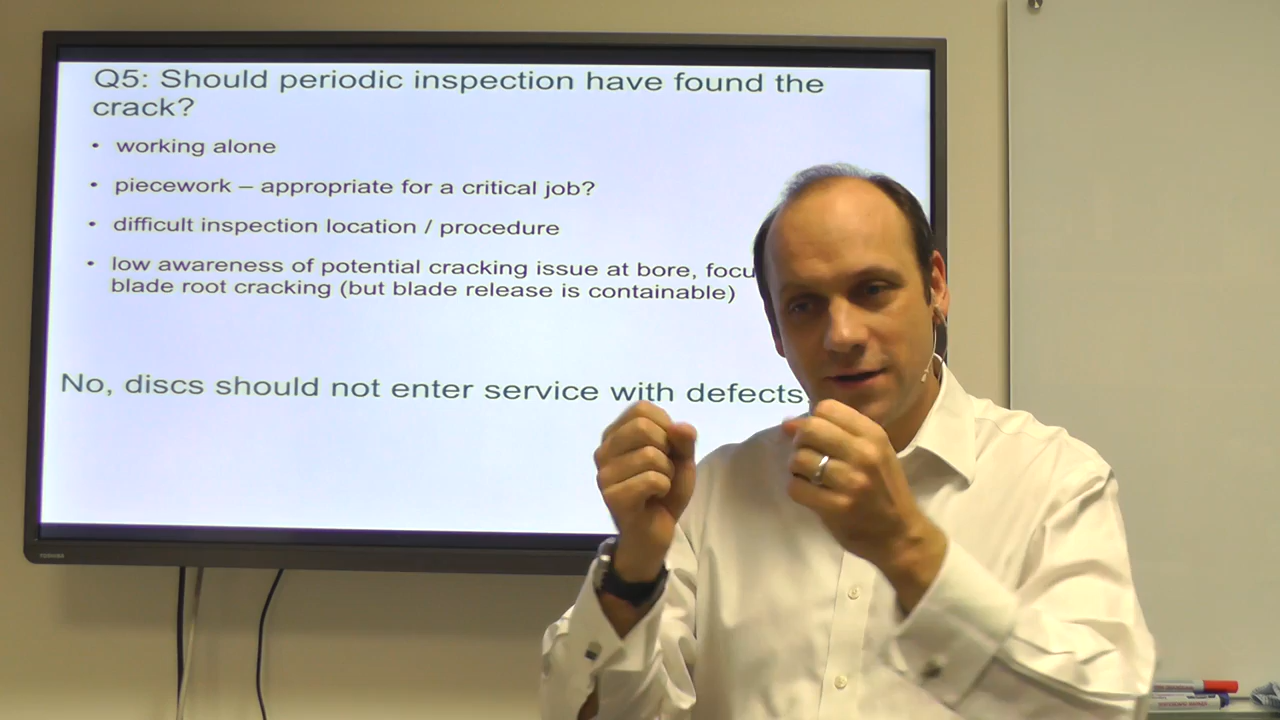 Q5: Should periodic inspection have found the
crack?
• working alone
• piecework – appropriate for a critical job?
• difficult inspection location / procedure
• low awareness of potential cracking issue at bore, focu
blade root cracking (but blade release is containable)
No, discs should not enter service with defects.
TOSHIBA